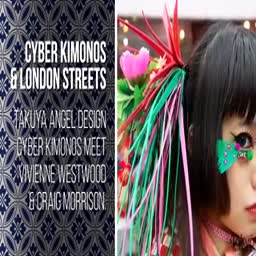 CYBER KIMONOS
& LONDON STREETS
TAKUYA ANGEL DESIGN
CYBER KIMONOS MEET
VIVIENNE WESTWOOD
& CRAIG MORRISON.